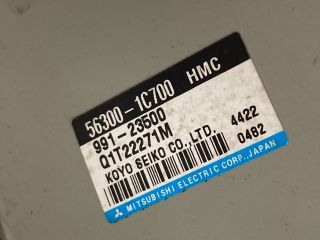 56300-1C700 HMC
991-23500
Q1T22271M
4422
KOYO SEIKO CO.,LTD. 0482
MITSUBISHI ELECTRIC CORP.,JAPAN